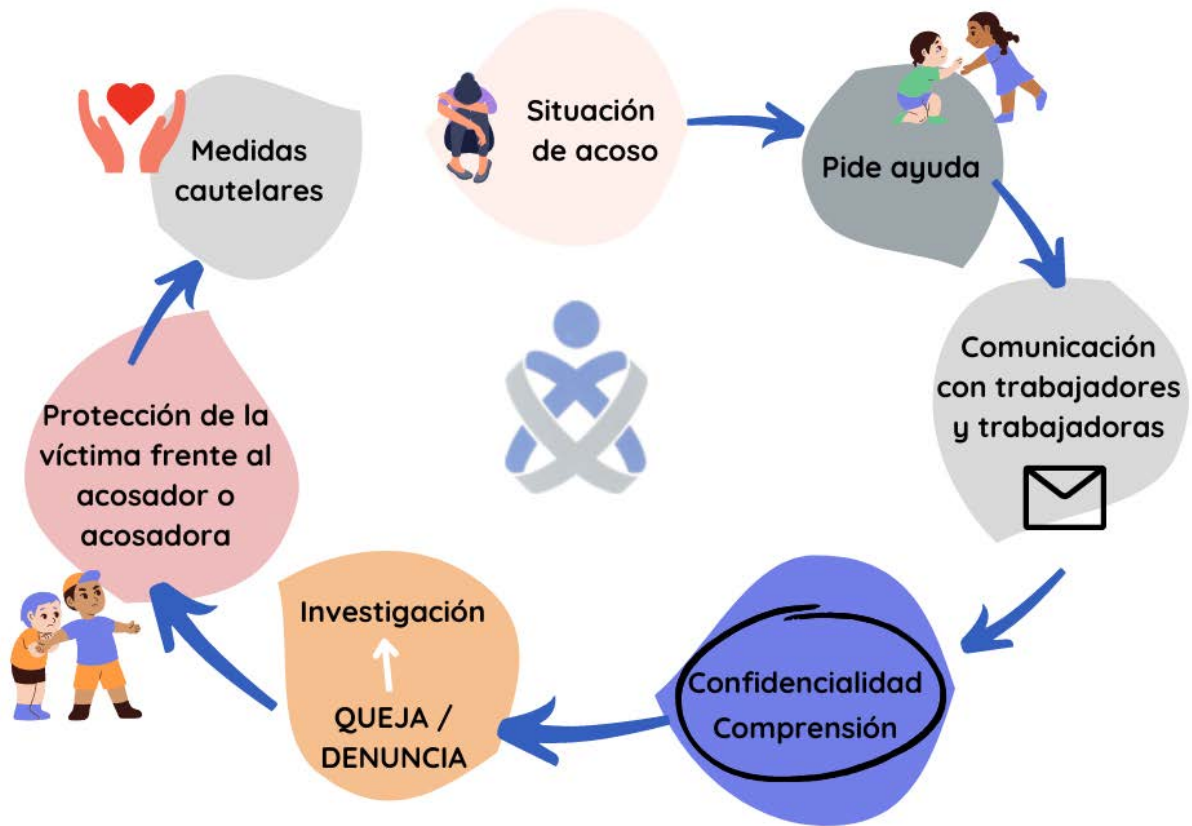 Situación
de acoso
Pide ayuda
Comunicación
con trabajadores
y trabajadoras
Confidencialidad
Comprensión
Investigación
QUEJA /
DENUNCIA
Protección de la
víctima frente al
acosador o
acosadora
Medidas
cautelares